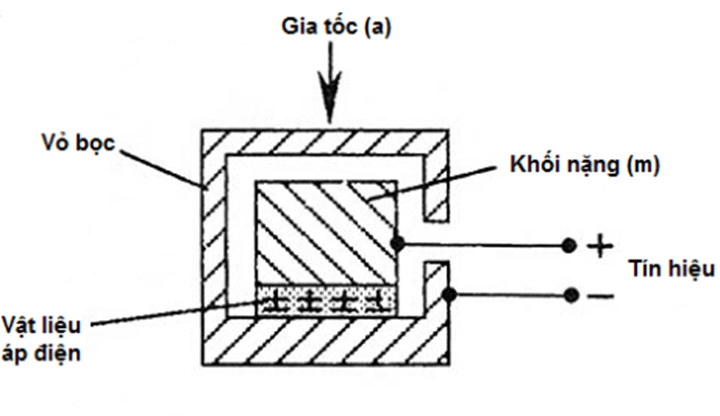 Gia tốc (a)
Vỏ bọc
Khối nặng (m)
+
Tín hiệu
−
Vật liệu
áp điện